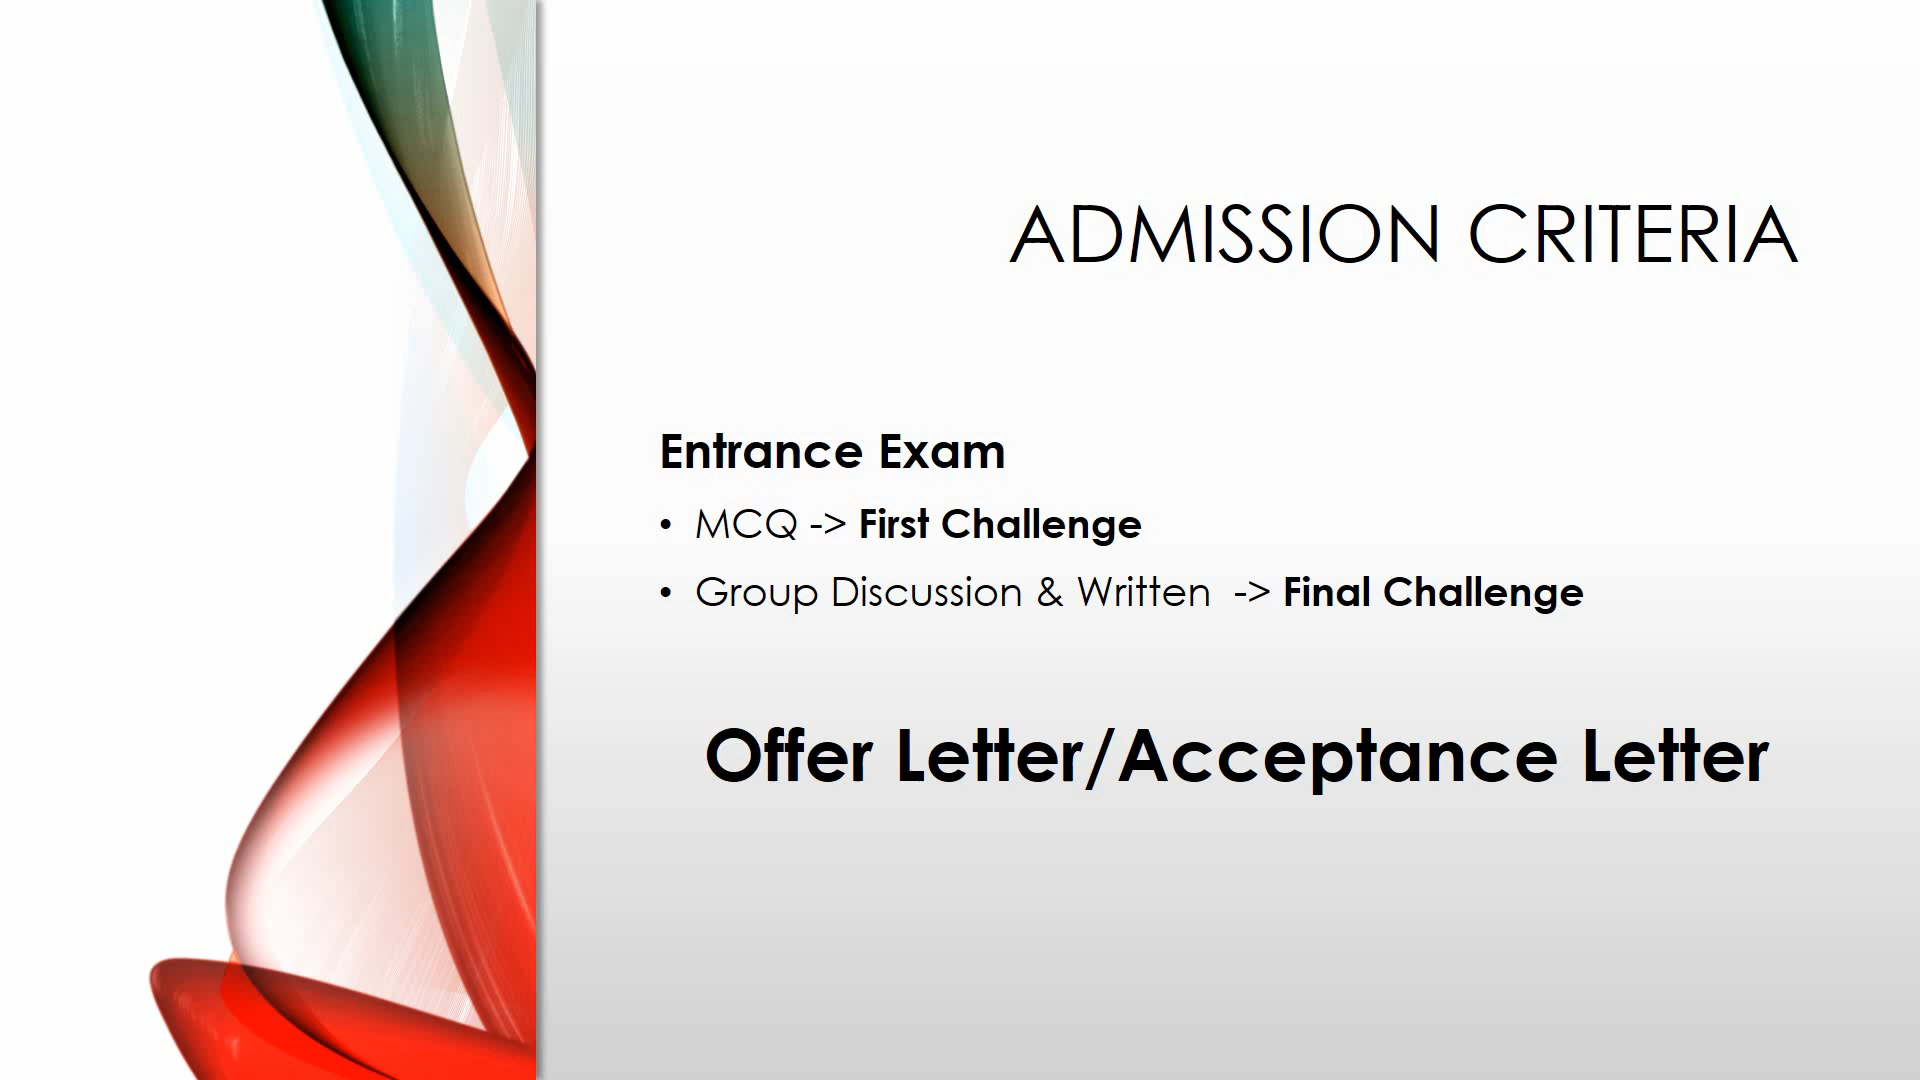 ADMISSION CRITERIA
Entrance Exam
• MCQ -> First Challenge
• Group Discussion & Written -> Final Challenge
Offer Letter/Acceptance Letter